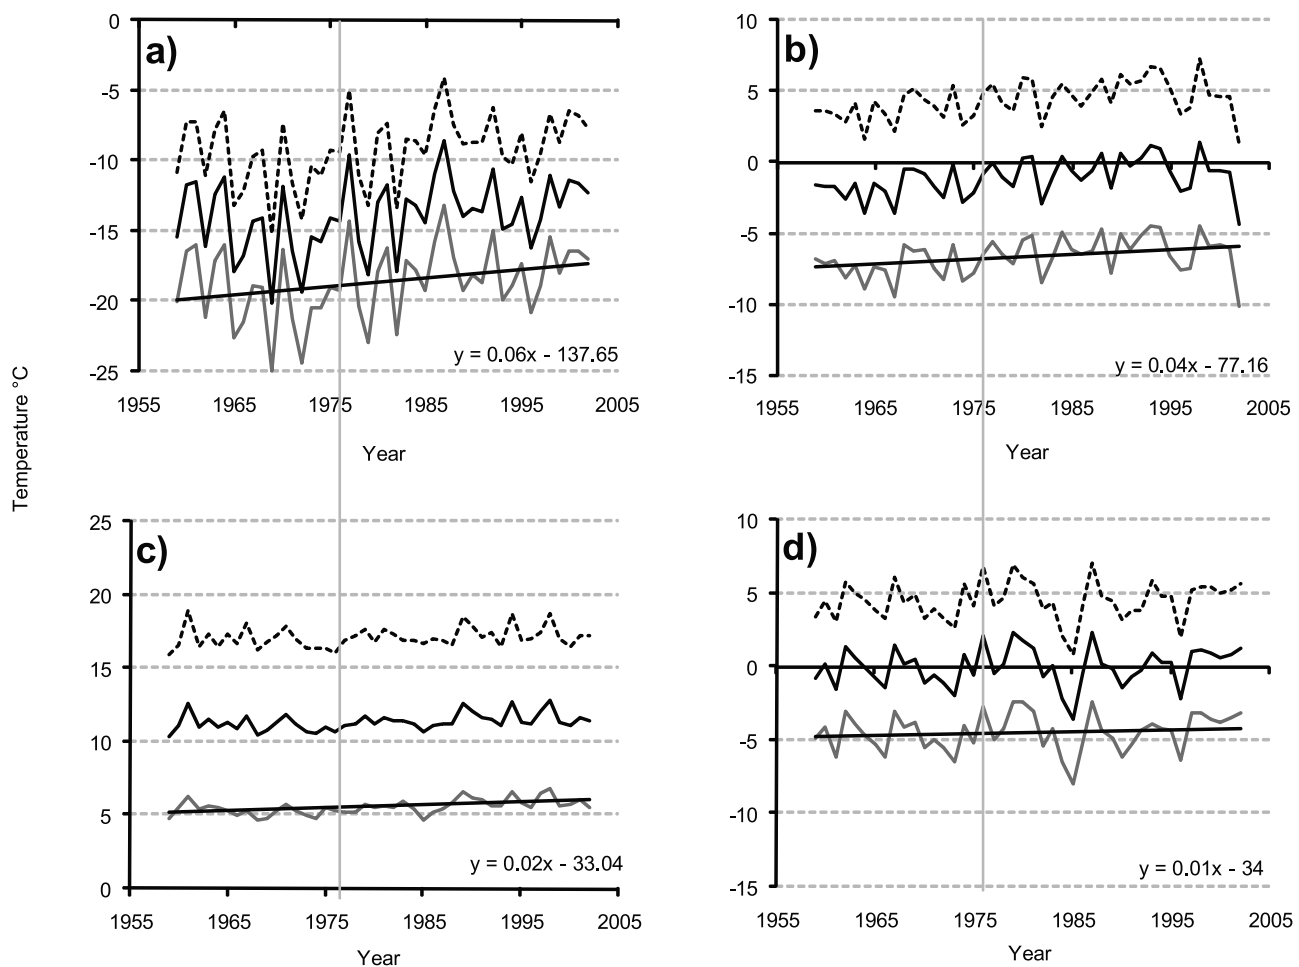 Temperature °C
a)
0
-5
-10
-15
-20
-25
y = 0.06x - 137.65
1955 1965 1975 1985 1995 2005
Year
b)
10
5
0
-5
-10
-15
y = 0.04x - 77.16
1955 1965 1975 1985 1995 2005
Year
c)
25
20
15
10
5
0
y = 0.02x - 33.04
1955 1965 1975 1985 1995 2005
Year
d)
10
5
0
-5
-10
-15
y = 0.01x - 34
1955 1965 1975 1985 1995 2005
Year